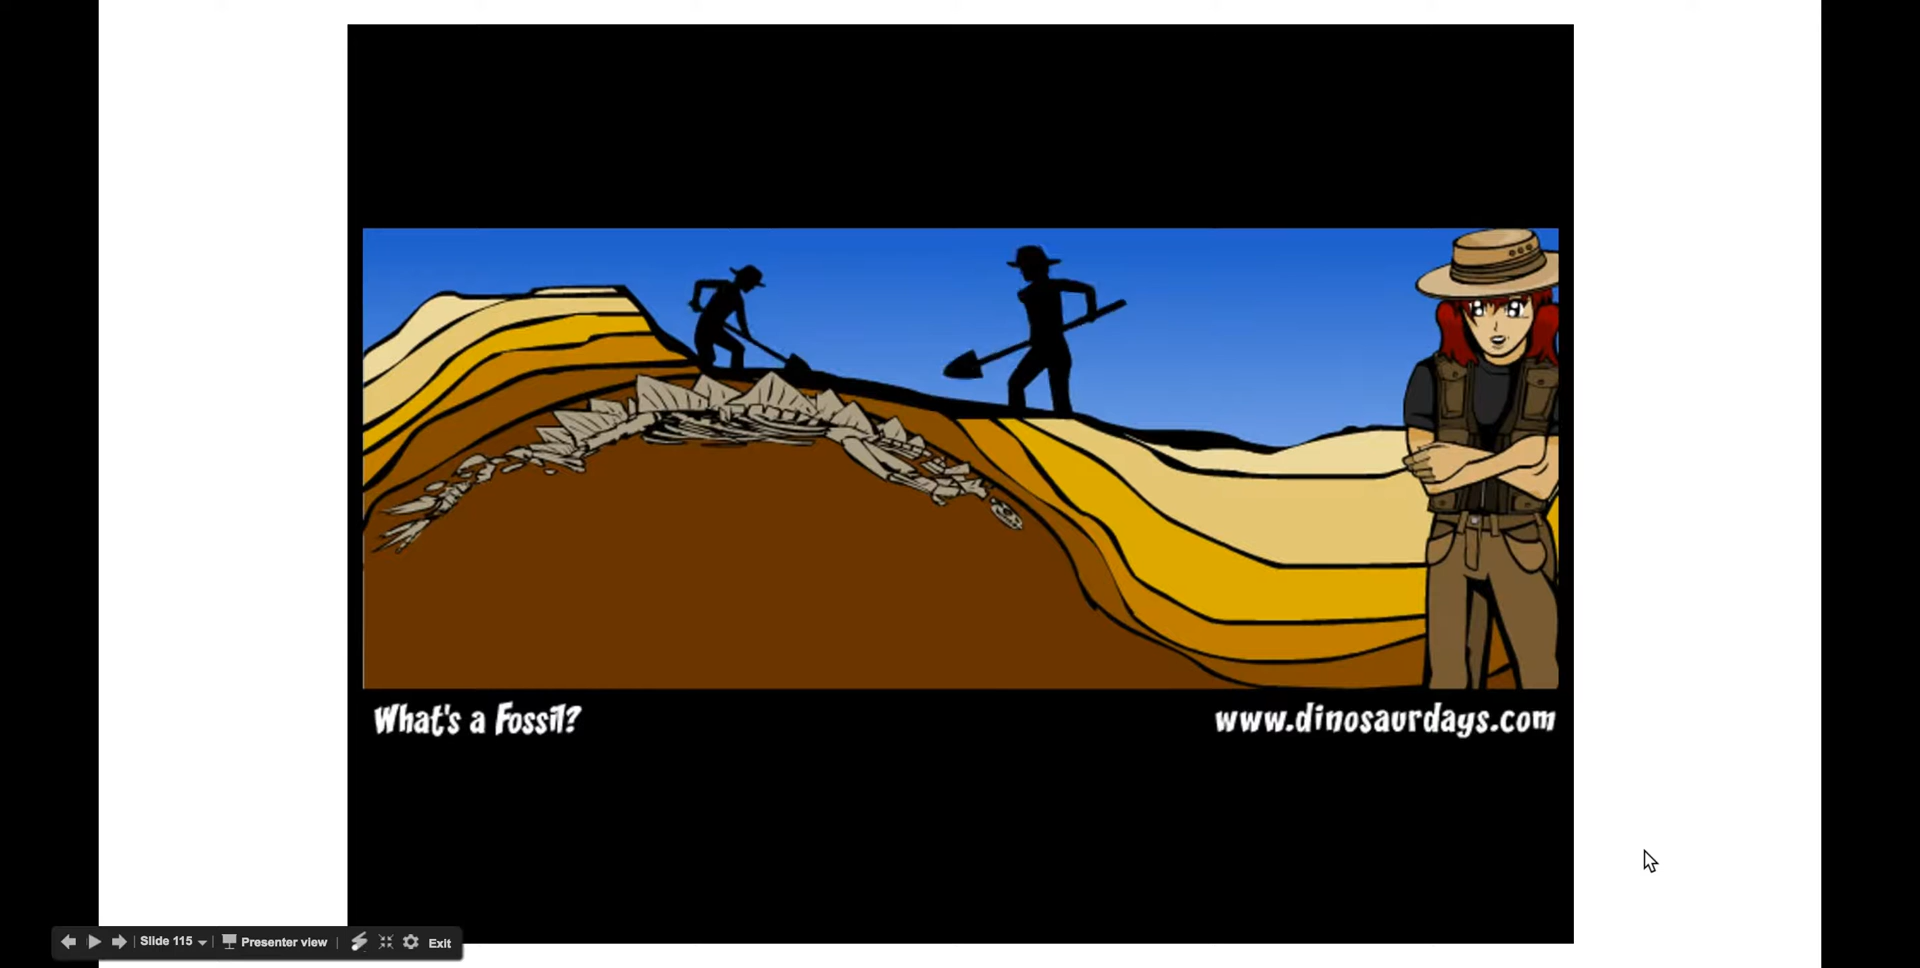 What's a Fossil?
www.dinosaurdays.com
Slide 115
Presenter view
Exit